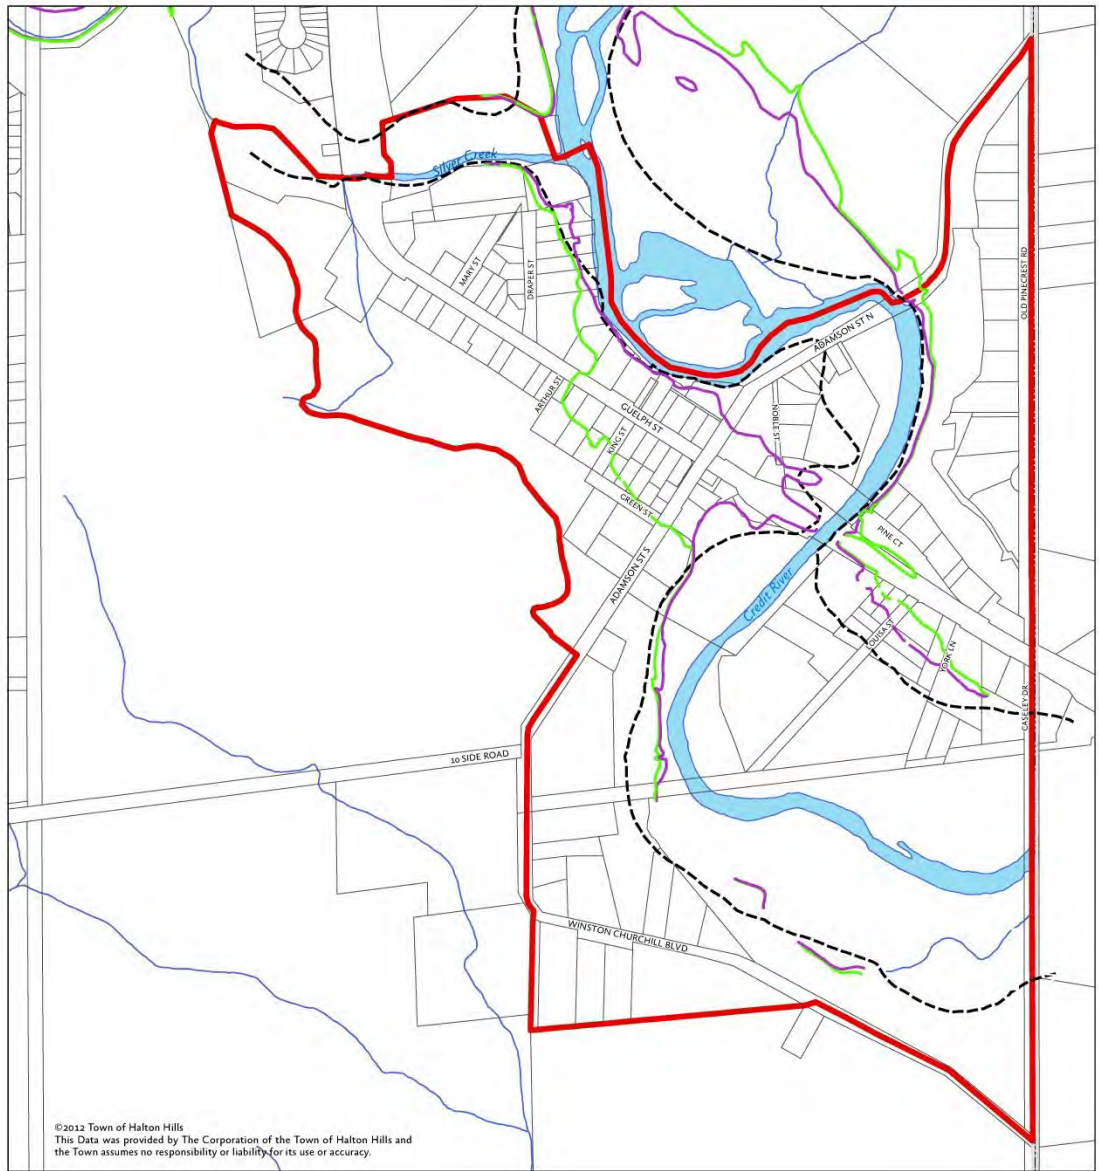 Silver Creek
MARY ST
DRAPER ST
OLD PINECREST RD
ADAMSON ST N
ARTHUR ST
GUELPH ST
NOBLE ST
KING ST
GREEN ST
PINE CT
ADAMSON ST S
Credit River
LOUISA ST
YORK LN
CASELEY DR
10 SIDE ROAD
WINSTON CHURCHILL BLVD
©2012 Town of Halton Hills
This Data was provided by The Corporation of the Town of Halton Hills and
the Town assumes no responsibility or liability for its use or accuracy.